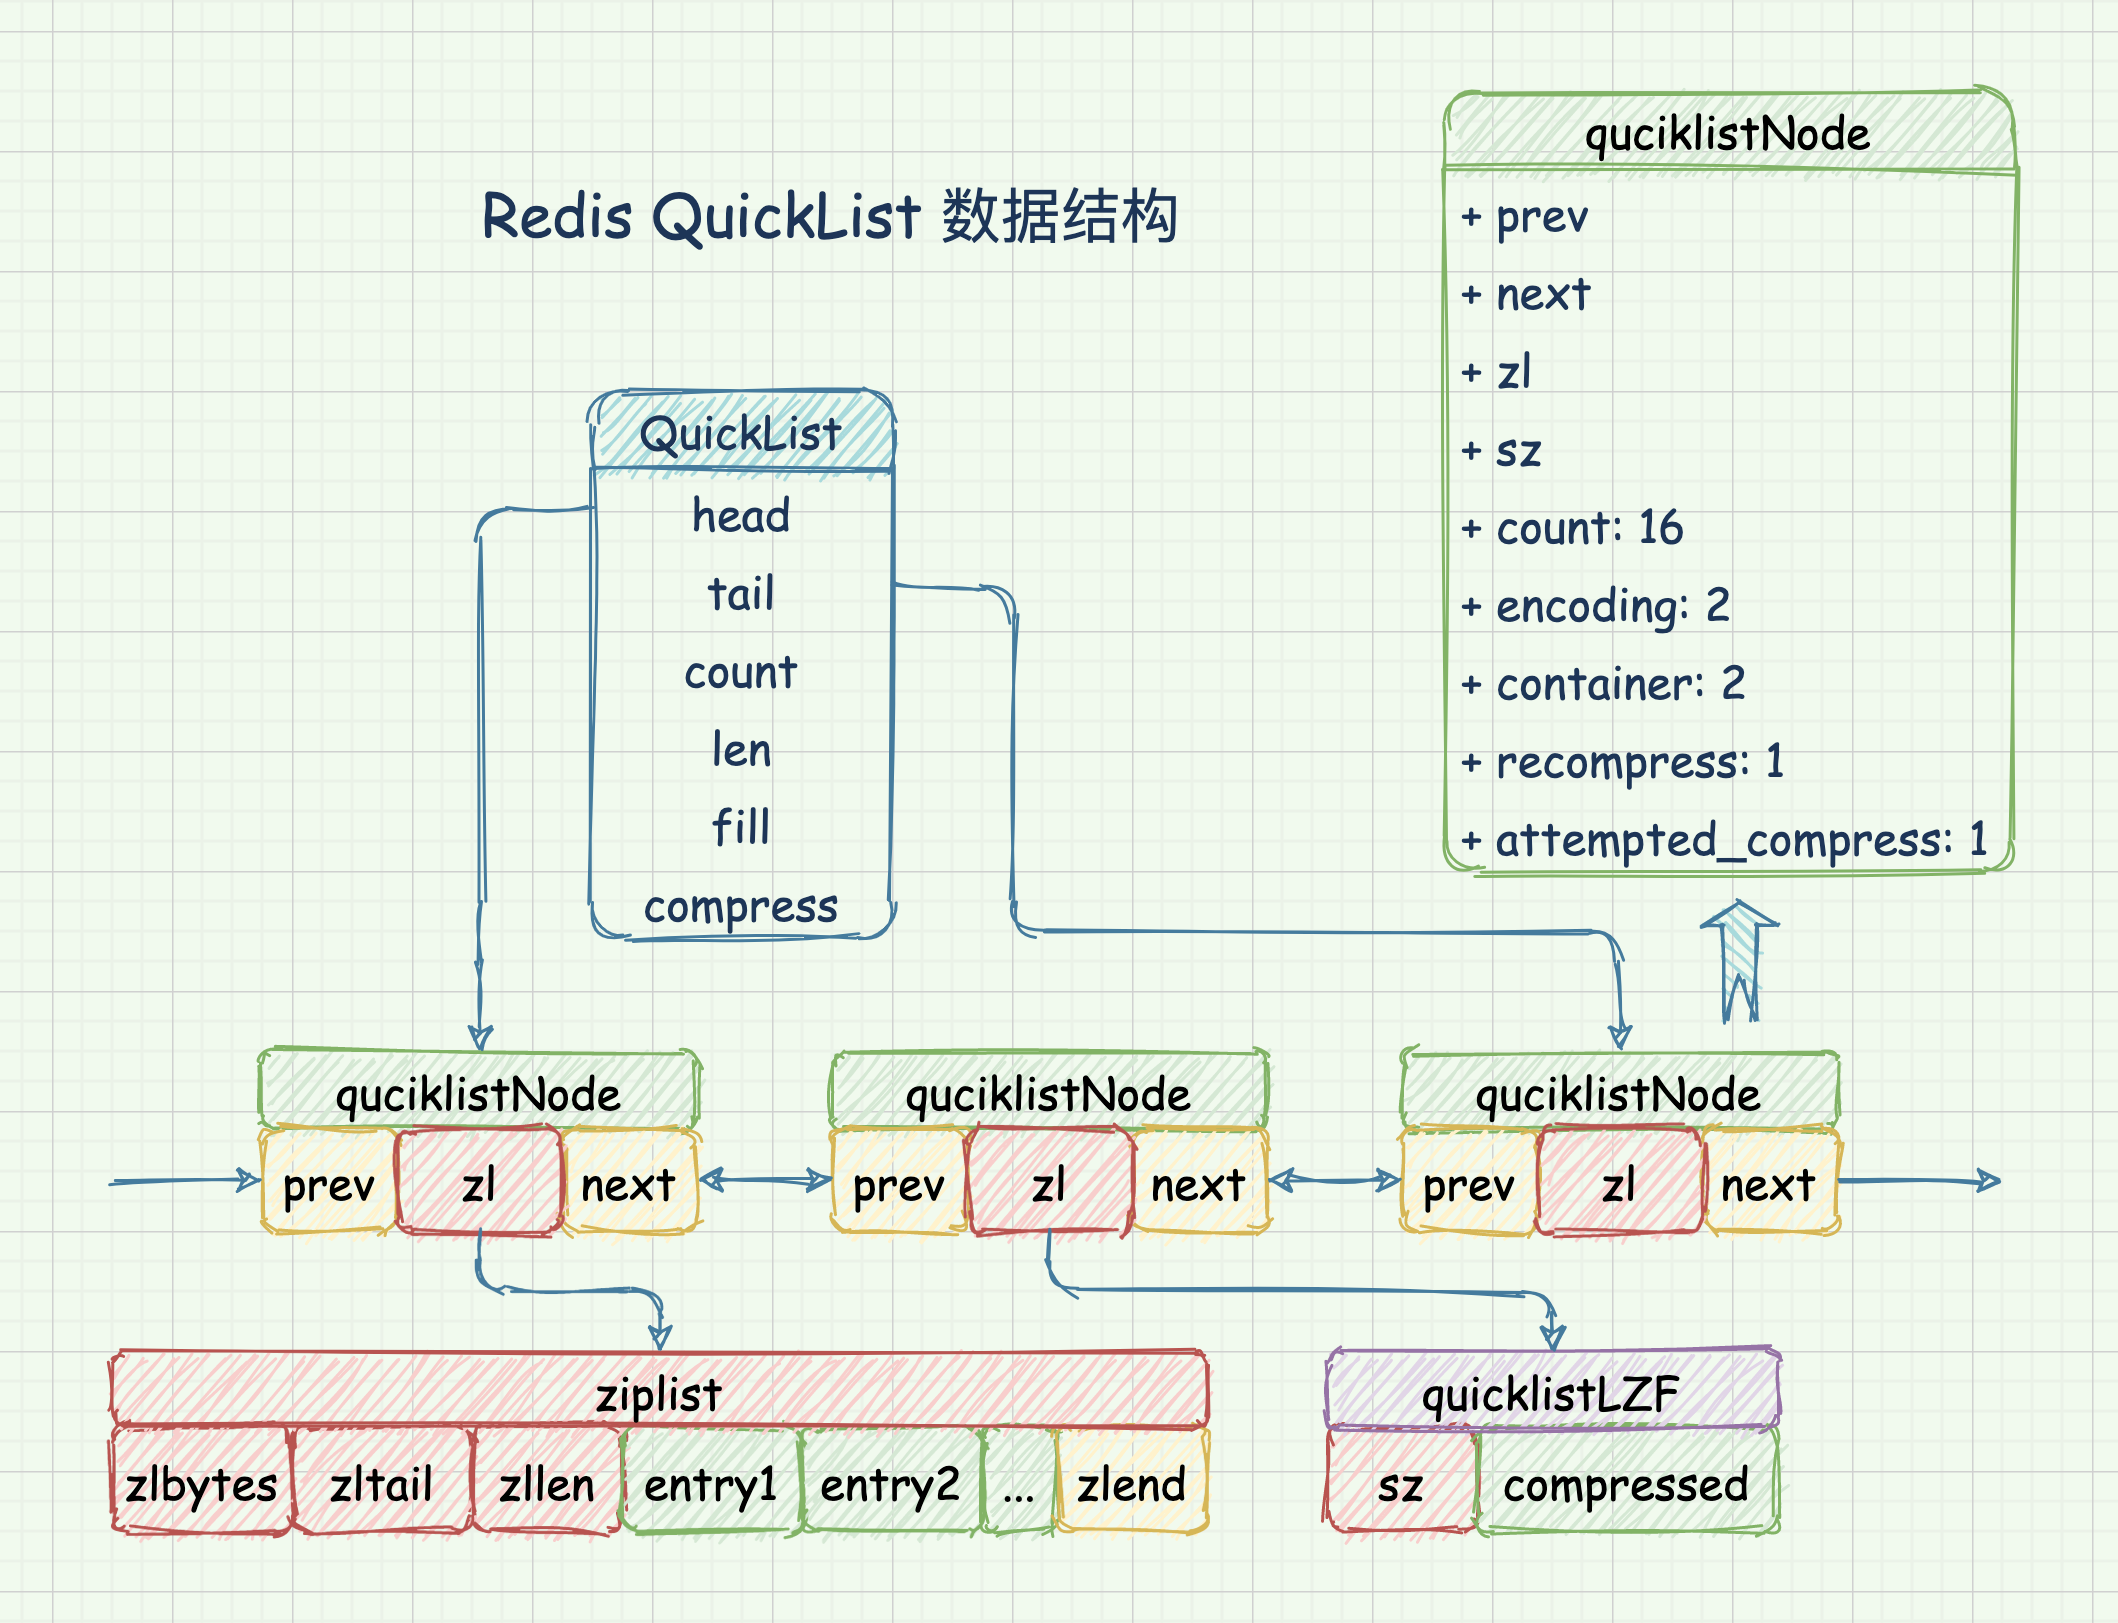 Redis QuickList 数据结构
quciklistNode
+ prev
+ next
+ zl
+ sz
+ count: 16
+ encoding: 2
+ container: 2
+ recompress: 1
+ attempted_compress: 1
QuickList
head
tail
count
len
fill
compress
quciklistNode
prev zl next
quciklistNode
prev zl next
quciklistNode
prev zl next
ziplist
zlbytes zltail zllen entry1 entry2 ... zlend
quicklistLZF
sz compressed